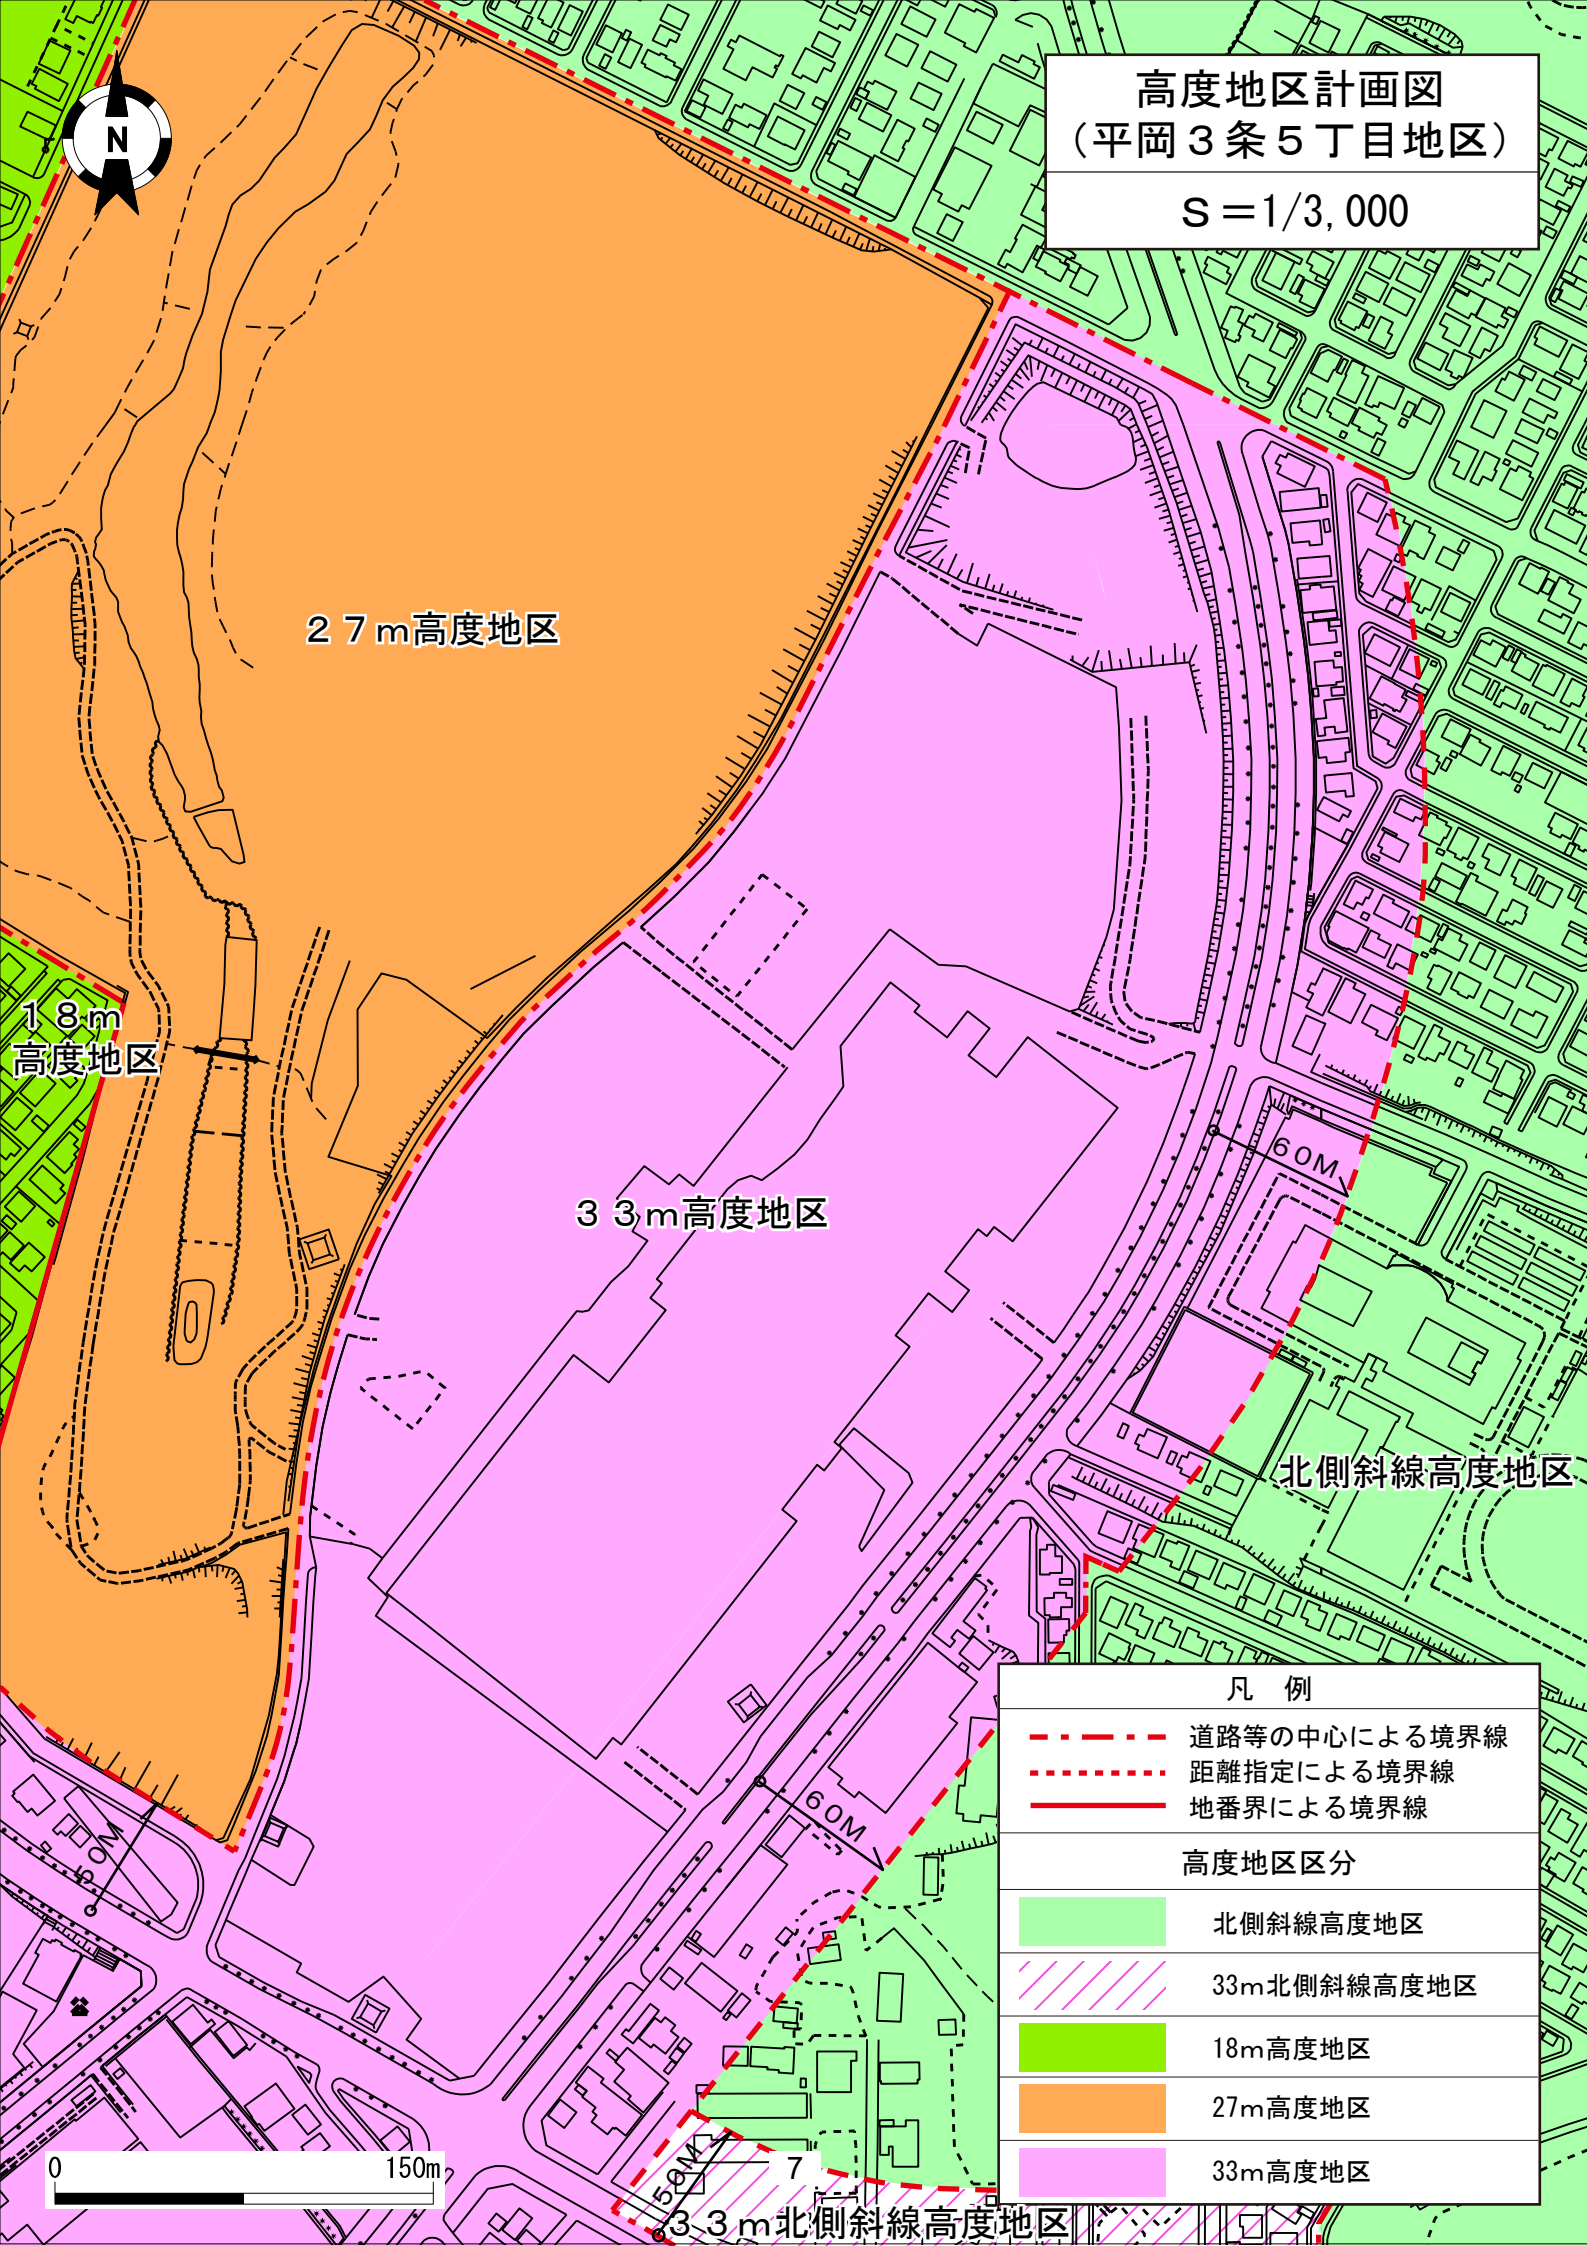 高度地区計画図
（平岡３条５丁目地区）
Ｓ＝1/3,000
N
２７ｍ高度地区
１８ｍ
高度地区
３３ｍ高度地区
60M
北側斜線高度地区
60M
50M
50M
7
３３ｍ北側斜線高度地区
0 150m
凡　例
道路等の中心による境界線
距離指定による境界線
地番界による境界線
高度地区区分
北側斜線高度地区
33ｍ北側斜線高度地区
18ｍ高度地区
27ｍ高度地区
33ｍ高度地区